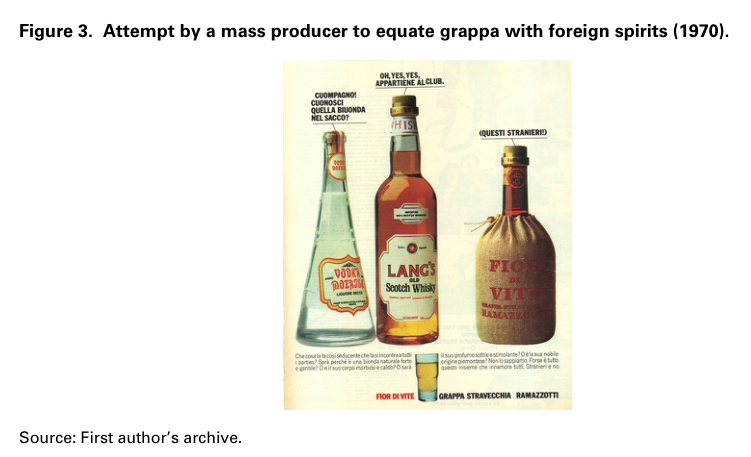 Figure 3. Attempt by a mass producer to equate grappa with foreign spirits (1970).
OH, YES, YES,
APPARTIENE AL CLUB.
CUOMPAGNO!
CUONOSCI
QUELLA BIUONDA
NEL SACCO?
(QUESTI STRANIERI!)
VODKA
LANG'S
OLD
Scotch Whisky
FIOR
DI
VITE
GRAPPA
RAMAZZOTTI
Che cosa la fa così seducente che la si incontra a tutti
i parties? Sarà perché è una bionda naturale forte
e gentile? O è il suo corpo morbido e caldo? O sarà
il suo profumo sottile e stimolante? O è la sua nobile
origine piemontese? Non lo sappiamo. Forse è tutto
questo insieme che innamora tutti. Stranieri e no.
FIOR DI VITE
GRAPPA STRAVECCHIA RAMAZZOTTI
Source: First author's archive.